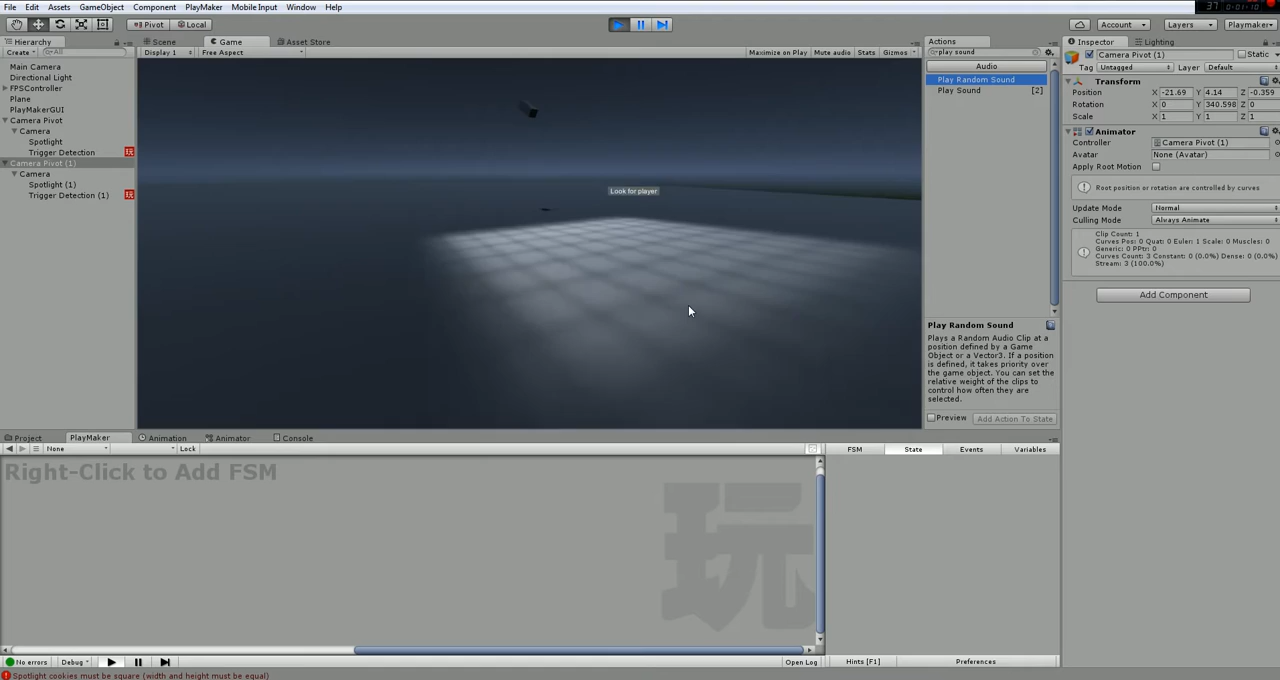 File Edit Assets GameObject Component PlayMaker Mobile Input Window Help
37 0:01:10
Pivot Local Account Layers Playmaker
Hierarchy Scene Game Asset Store Actions Inspector Lighting
Create All Display 1 Free Aspect Maximize on Play Mute audio Stats Gizmos play sound
Camera Pivot (1) Static
Tag Untagged Layer Default
Main Camera
Directional Light
FPSController
Plane
PlayMakerGUI
Camera Pivot
Camera
Spotlight
Trigger Detection 玩
Camera Pivot (1)
Camera
Spotlight (1)
Trigger Detection (1) 玩
Look for player
Audio
Play Random Sound
Play Sound [2]
Play Random Sound
Plays a Random Audio Clip at
a position defined by a Game
Object or a Vector3. If a
position is defined, it takes priority over
the game object. You can set the
relative weight of the clips to
control how often they are
selected.
Preview Add Action To State
Transform
Position X -21.69 Y 4.14 Z -0.359
Rotation X 0 Y 340.598 Z 0
Scale X 1 Y 1 Z 1
Animator
Controller Camera Pivot (1)
Avatar None (Avatar)
Apply Root Motion
Root position or rotation are controlled by curves
Update Mode Normal
Culling Mode Always Animate
Clip Count: 1
Curves Pos: 0 Quat: 0 Euler: 1 Scale: 0 Muscles: 0
Generic: 0 PPtr: 0
Curves Count: 3 Constant: 0 (0.0%) Dense: 0 (0.0%)
Stream: 3 (100.0%)
Add Component
Project PlayMaker Animation Animator Console
None Lock FSM State Events Variables
Right-Click to Add FSM
玩
No errors Debug Open Log Hints [F1] Preferences
Spotlight cookies must be square (width and height must be equal)